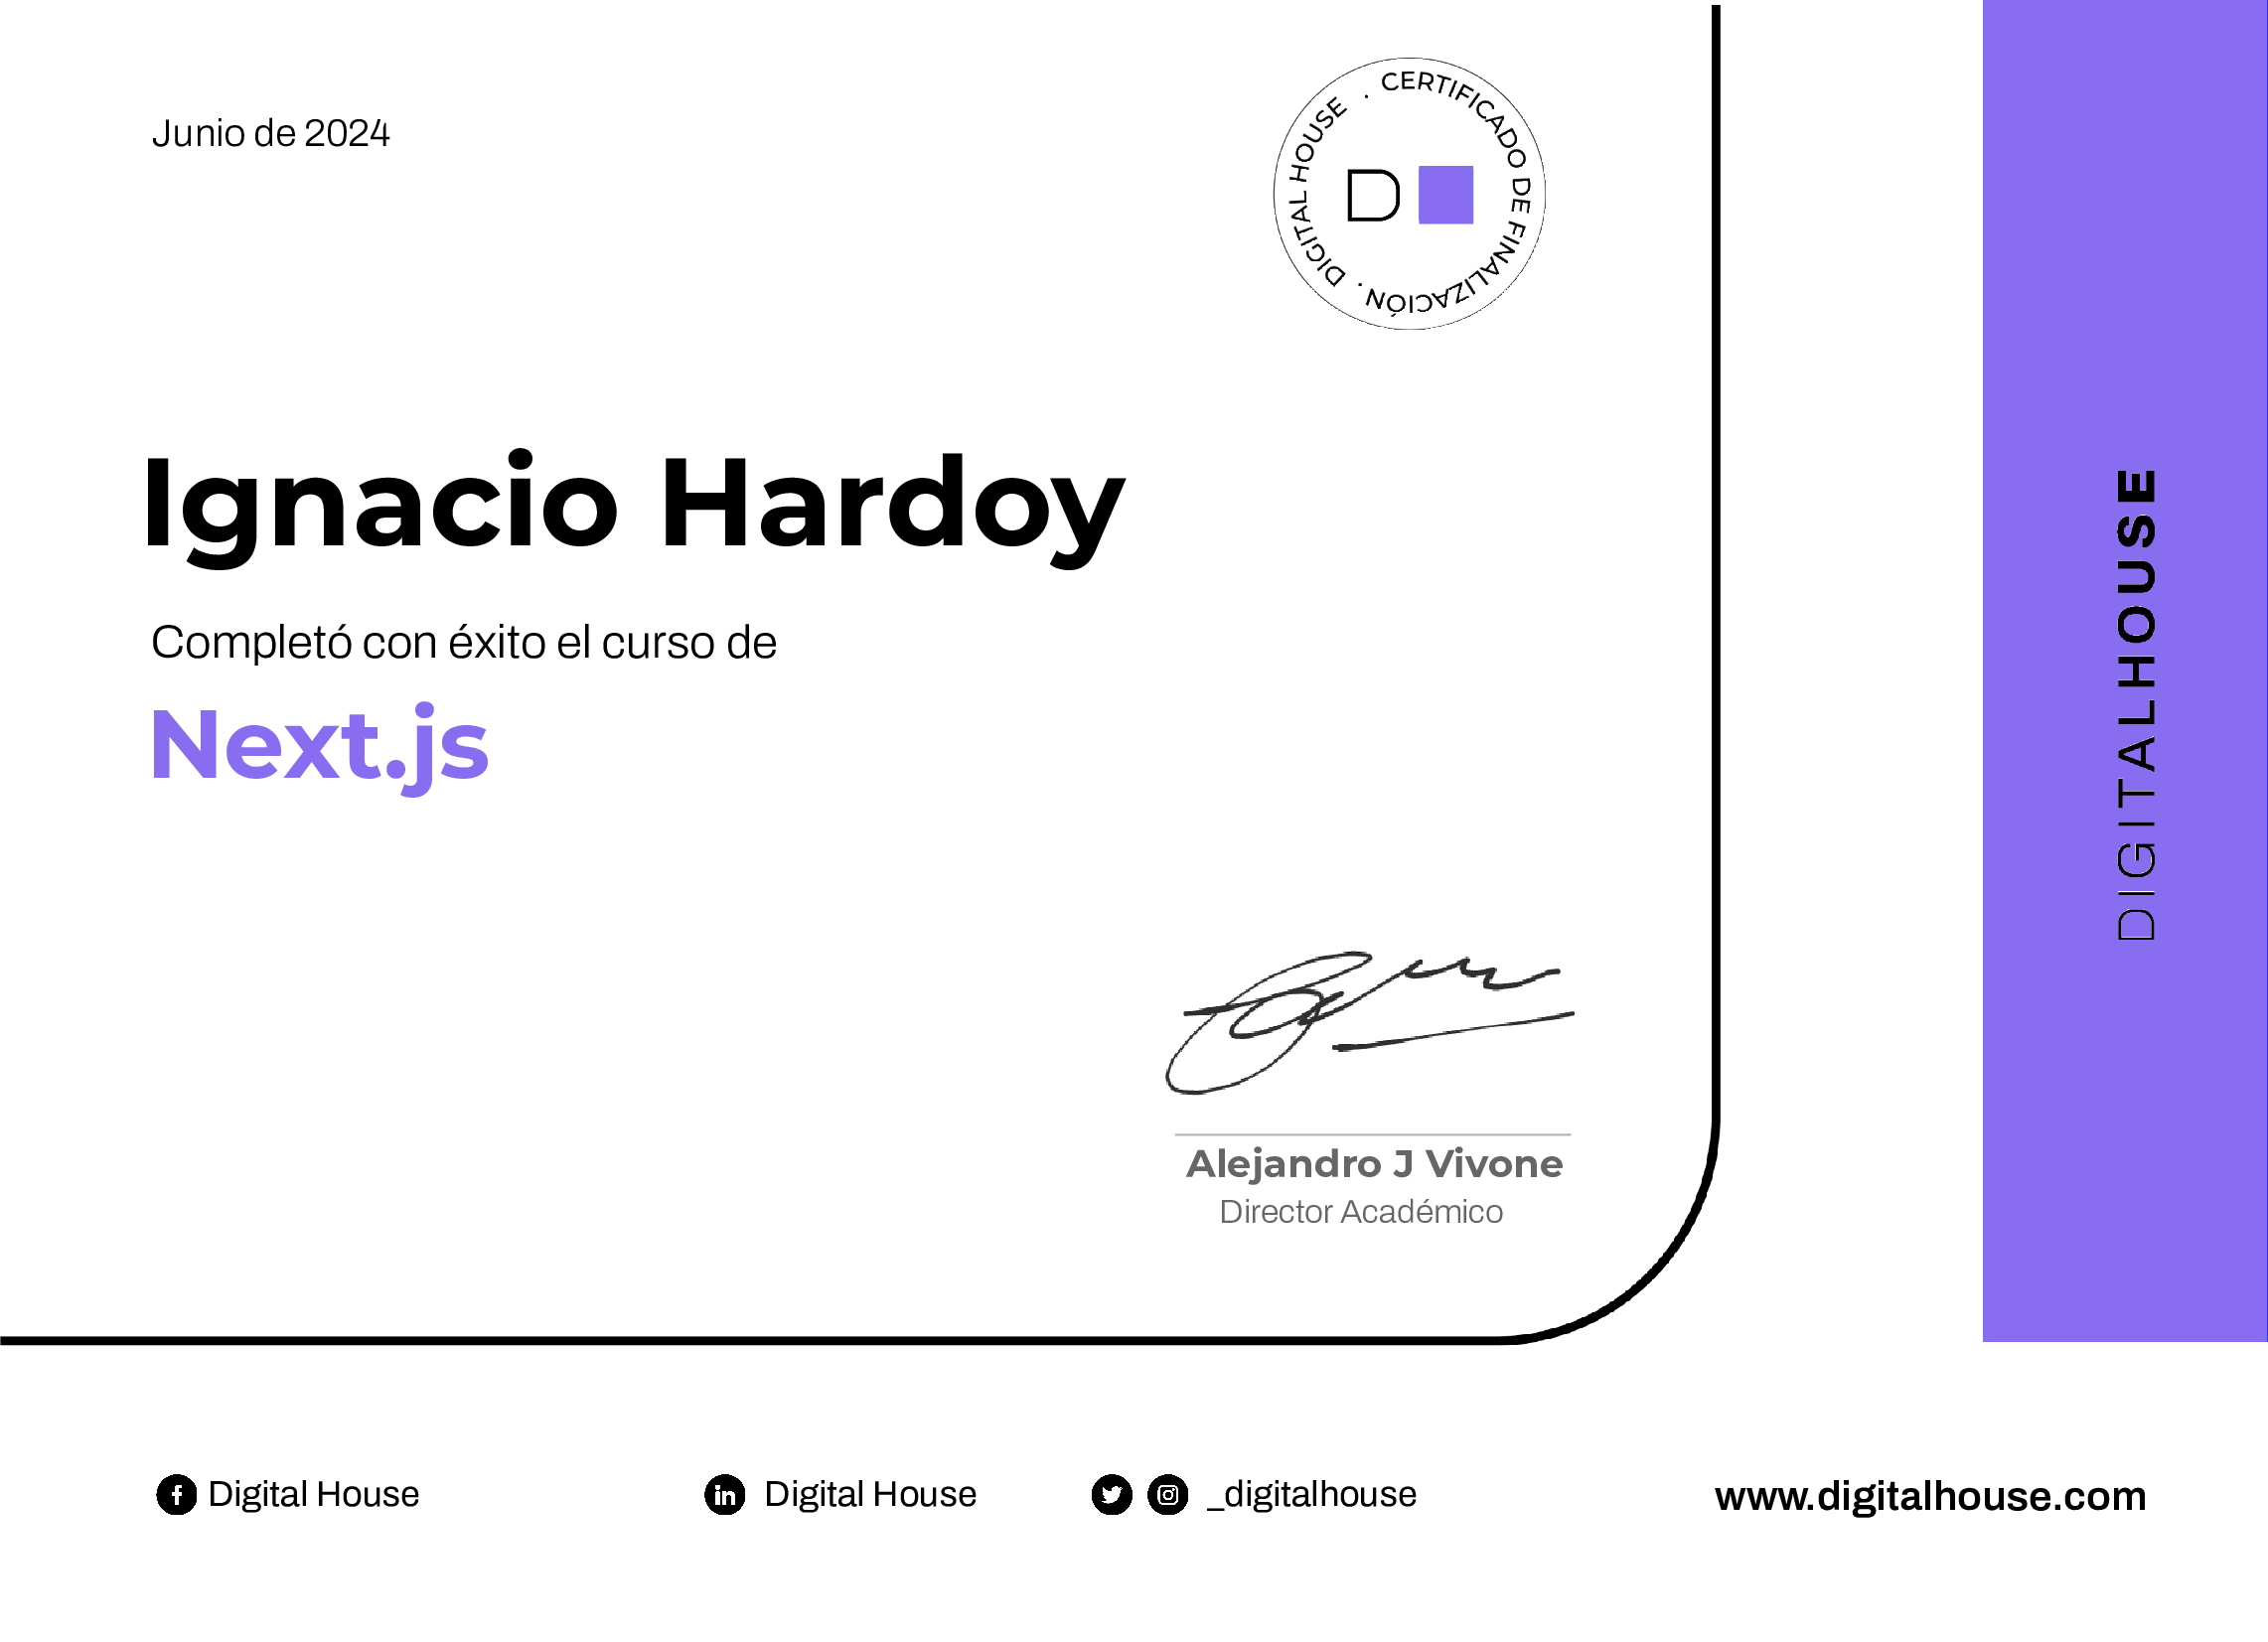 Junio de 2024
CERTIFICADO DE FINALIZACIÓN · DIGITAL HOUSE ·
D
Ignacio Hardoy
Completó con éxito el curso de
Next.js
DIGITALHOUSE
Alejandro J Vivone
Director Académico
Digital House
Digital House
_digitalhouse
www.digitalhouse.com